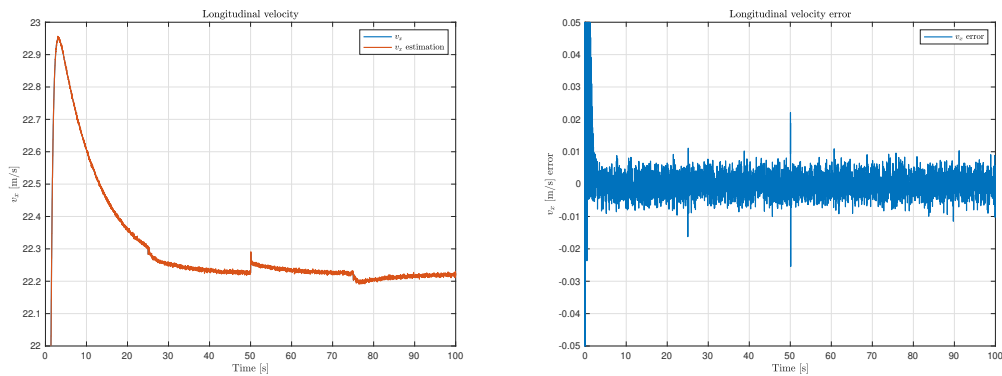 Longitudinal velocity
23
22.9
22.8
22.7
22.6
22.5
22.4
22.3
22.2
22.1
22
v_x [m/s]
v_x
v_x estimation
0 10 20 30 40 50 60 70 80 90 100
Time [s]
Longitudinal velocity error
0.05
0.04
0.03
0.02
0.01
0
-0.01
-0.02
-0.03
-0.04
-0.05
v_x [m/s] error
v_x error
0 10 20 30 40 50 60 70 80 90 100
Time [s]